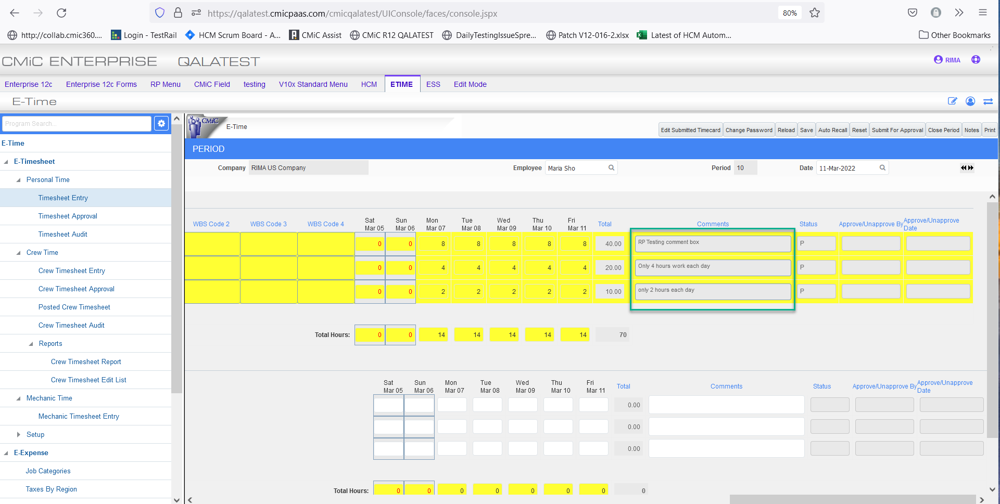 https://qalatest.cmicpaas.com/cmicqalatest/UIConsole/faces/console.jspx 80%
http://collab.cmic360.... Login - TestRail HCM Scrum Board - A... CMiC Assist CMiC R12 QALATEST DailyTestingIssueSpre... Patch V12-016-2.xlsx Latest of HCM Autom... Other Bookmarks
CMiC ENTERPRISE QALATEST RIMA
Enterprise 12c Enterprise 12c Forms RP Menu CMiC Field testing V10x Standard Menu HCM ETIME ESS Edit Mode
E-Time
Program Search...
E-Time
E-Timesheet
Personal Time
Timesheet Entry
Timesheet Approval
Timesheet Audit
Crew Time
Crew Timesheet Entry
Crew Timesheet Approval
Posted Crew Timesheet
Crew Timesheet Audit
Reports
Crew Timesheet Report
Crew Timesheet Edit List
Mechanic Time
Mechanic Timesheet Entry
Setup
E-Expense
Job Categories
Taxes By Region
CMiC E-Time
Edit Submitted Timecard Change Password Reload Save Auto Recall Reset Submit For Approval Close Period Notes Print
PERIOD
Company RIMA US Company Employee Maria Sho Period 10 Date 11-Mar-2022
WBS Code 2 WBS Code 3 WBS Code 4 Sat Mar 05 Sun Mar 06 Mon Mar 07 Tue Mar 08 Wed Mar 09 Thu Mar 10 Fri Mar 11 Total Comments Status Approve/Unapprove By Approve/Unapprove Date
0 0 8 8 8 8 8 40.00 RP Testing comment box P
0 0 4 4 4 4 4 20.00 Only 4 hours work each day P
0 0 2 2 2 2 2 10.00 only 2 hours each day P
Total Hours: 0 0 14 14 14 14 14 70
Sat Mar 05 Sun Mar 06 Mon Mar 07 Tue Mar 08 Wed Mar 09 Thu Mar 10 Fri Mar 11 Total Comments Status Approve/Unapprove By Approve/Unapprove Date
0.00
0.00
0.00
Total Hours: 0 0 0 0 0 0 0 0